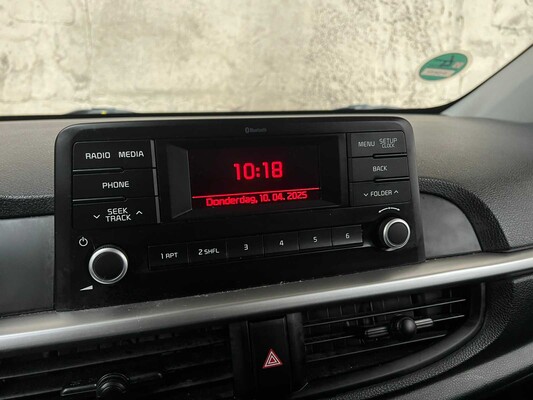 Bluetooth
RADIO MEDIA
PHONE
SEEK
TRACK
10:18
Donderdag, 10. 04. 2025
MENU SETUP
CLOCK
BACK
FOLDER
1 RPT 2 SHFL 3 4 5 6